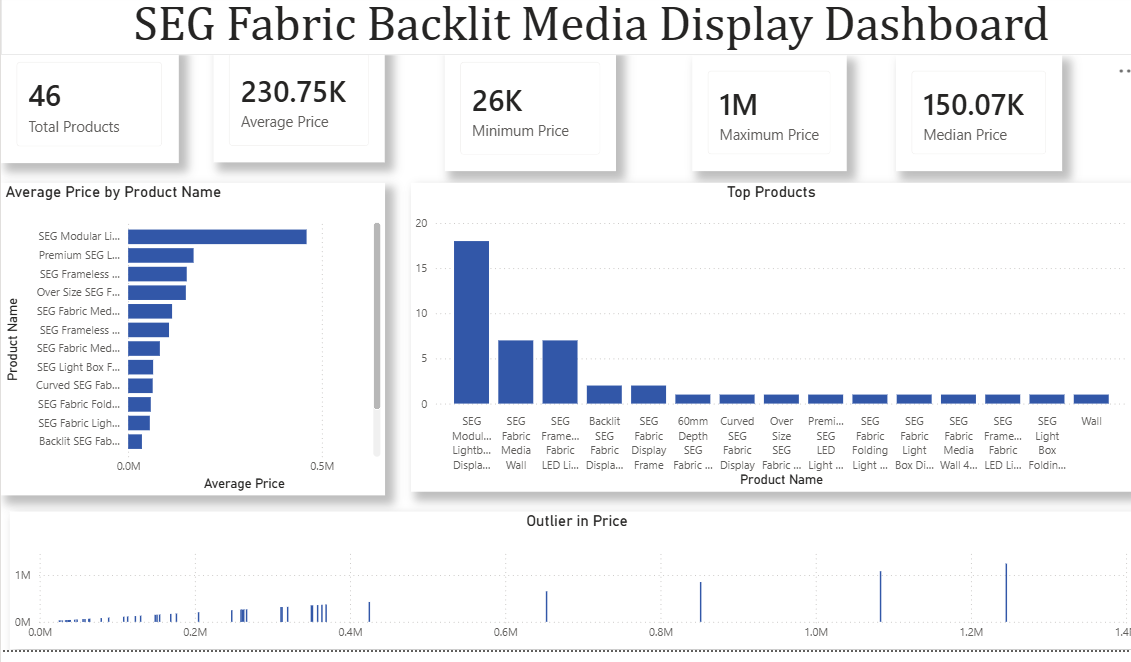 SEG Fabric Backlit Media Display Dashboard
46
Total Products
230.75K
Average Price
26K
Minimum Price
1M
Maximum Price
150.07K
Median Price
Average Price by Product Name
Product Name
SEG Modular Li...
Premium SEG L...
SEG Frameless ...
Over Size SEG F...
SEG Fabric Med...
SEG Frameless ...
SEG Fabric Med...
SEG Light Box F...
Curved SEG Fab...
SEG Fabric Fold...
SEG Fabric Ligh...
Backlit SEG Fab...
0.0M 0.5M
Average Price
Top Products
20
15
10
5
0
SEG
Modul...
Lightb...
Displa...
SEG
Fabric
Media
Wall
SEG
Frame...
Fabric
LED Li...
Backlit
SEG
Fabric
Displa...
SEG
Fabric
Display
Frame
60mm
Depth
SEG
Fabric ...
Curved
SEG
Fabric
Display
Over
Size
SEG
Fabric ...
Premi...
SEG
LED
Light ...
SEG
Fabric
Folding
Light ...
SEG
Fabric
Light
Box Di...
SEG
Fabric
Media
Wall 4...
SEG
Frame...
Fabric
LED Li...
SEG
Light
Box
Foldin...
Wall
Product Name
Outlier in Price
1M
0M
0.0M 0.2M 0.4M 0.6M 0.8M 1.0M 1.2M 1.4